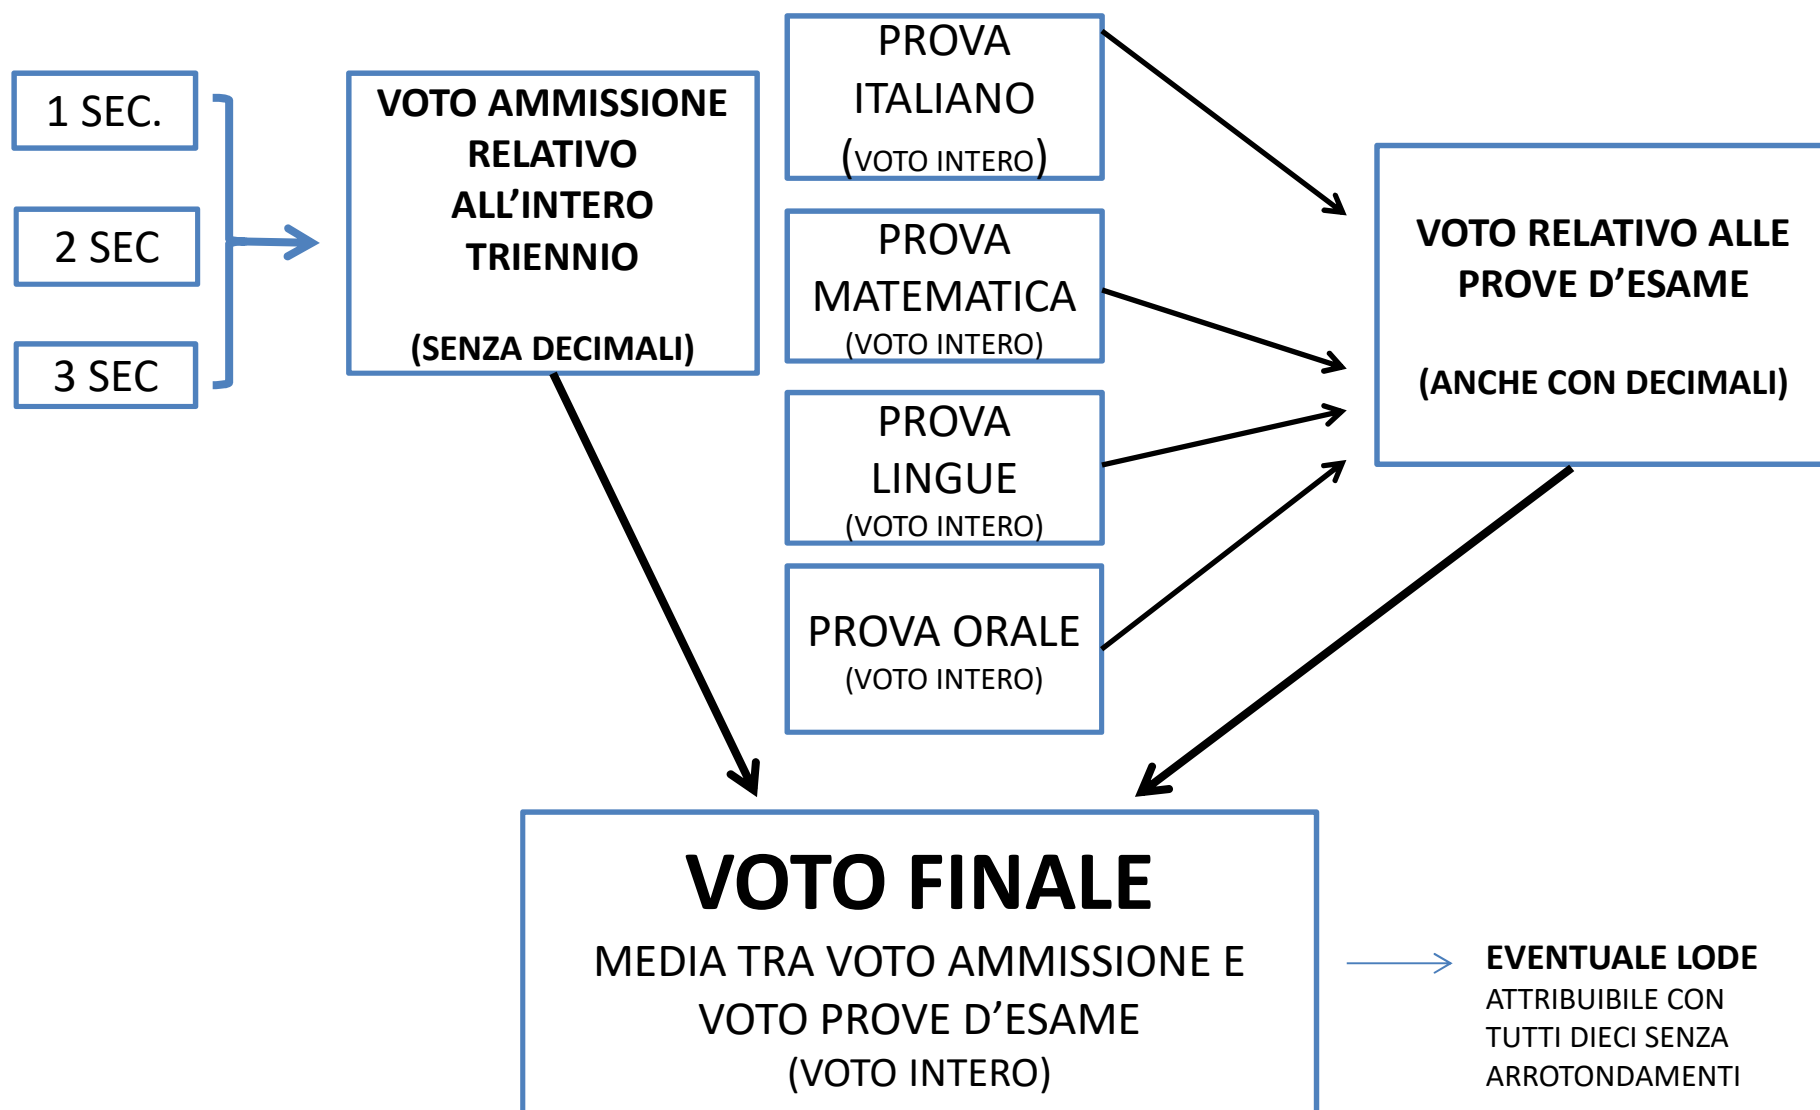 1 SEC.
2 SEC
3 SEC
VOTO AMMISSIONE
RELATIVO
ALL’INTERO
TRIENNIO
(SENZA DECIMALI)
PROVA
ITALIANO
(VOTO INTERO)
PROVA
MATEMATICA
(VOTO INTERO)
PROVA
LINGUE
(VOTO INTERO)
PROVA ORALE
(VOTO INTERO)
VOTO RELATIVO ALLE
PROVE D’ESAME
(ANCHE CON DECIMALI)
VOTO FINALE
MEDIA TRA VOTO AMMISSIONE E
VOTO PROVE D’ESAME
(VOTO INTERO)
EVENTUALE LODE
ATTRIBUIBILE CON
TUTTI DIECI SENZA
ARROTONDAMENTI